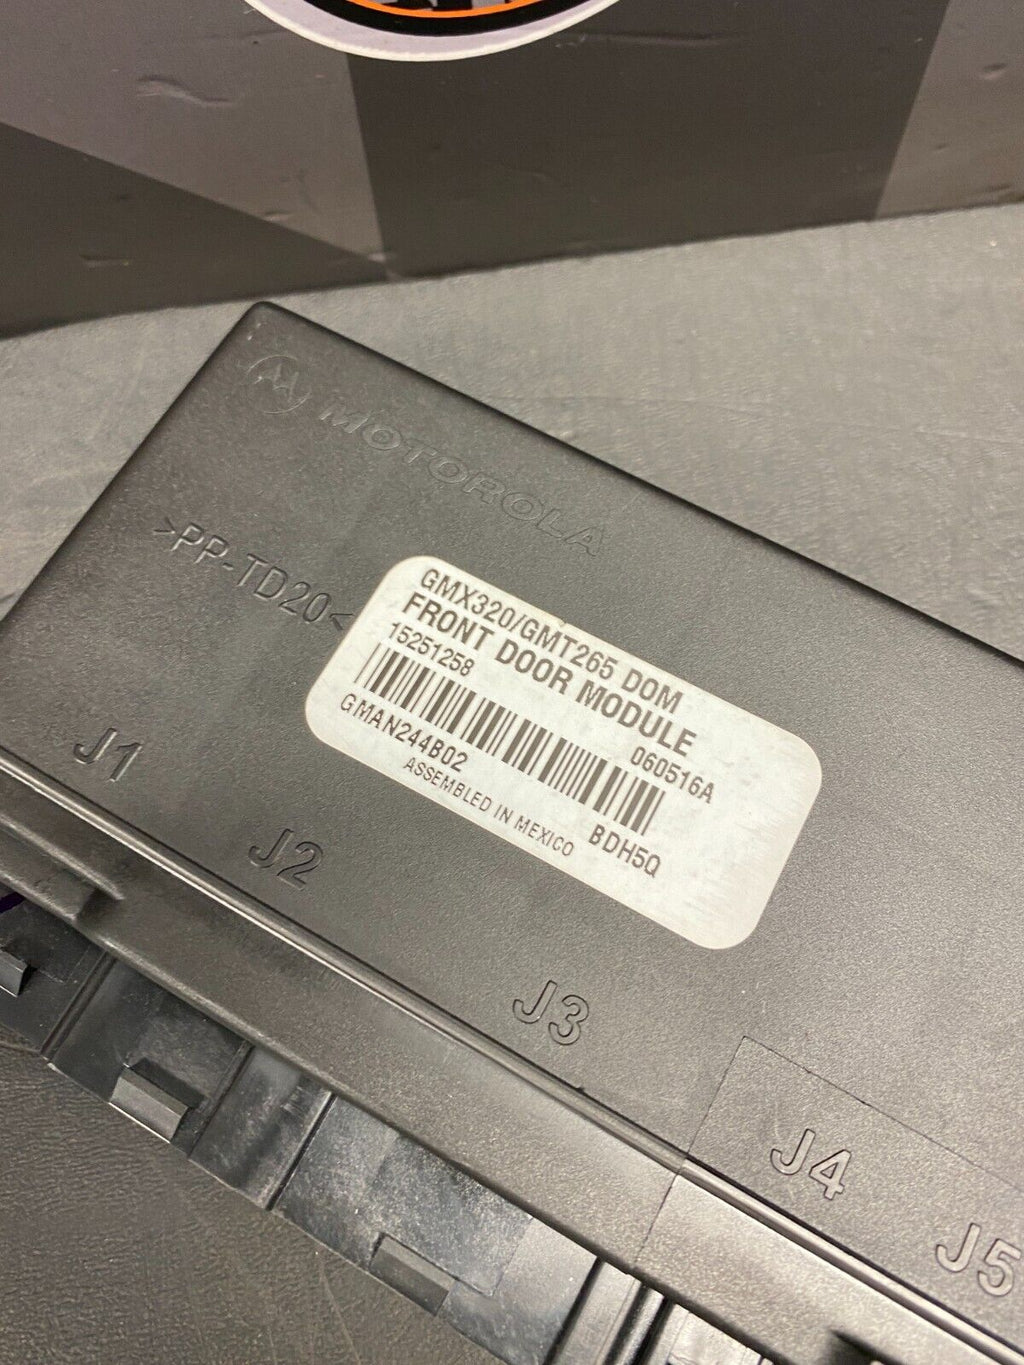 MOTOROLA
>PP-TD20<
GMX320/GMT265 DOM
FRONT DOOR MODULE
15251258
060516A
GMAN244B02
BDH5Q
ASSEMBLED IN MEXICO
J1
J2
J3
J4
J5